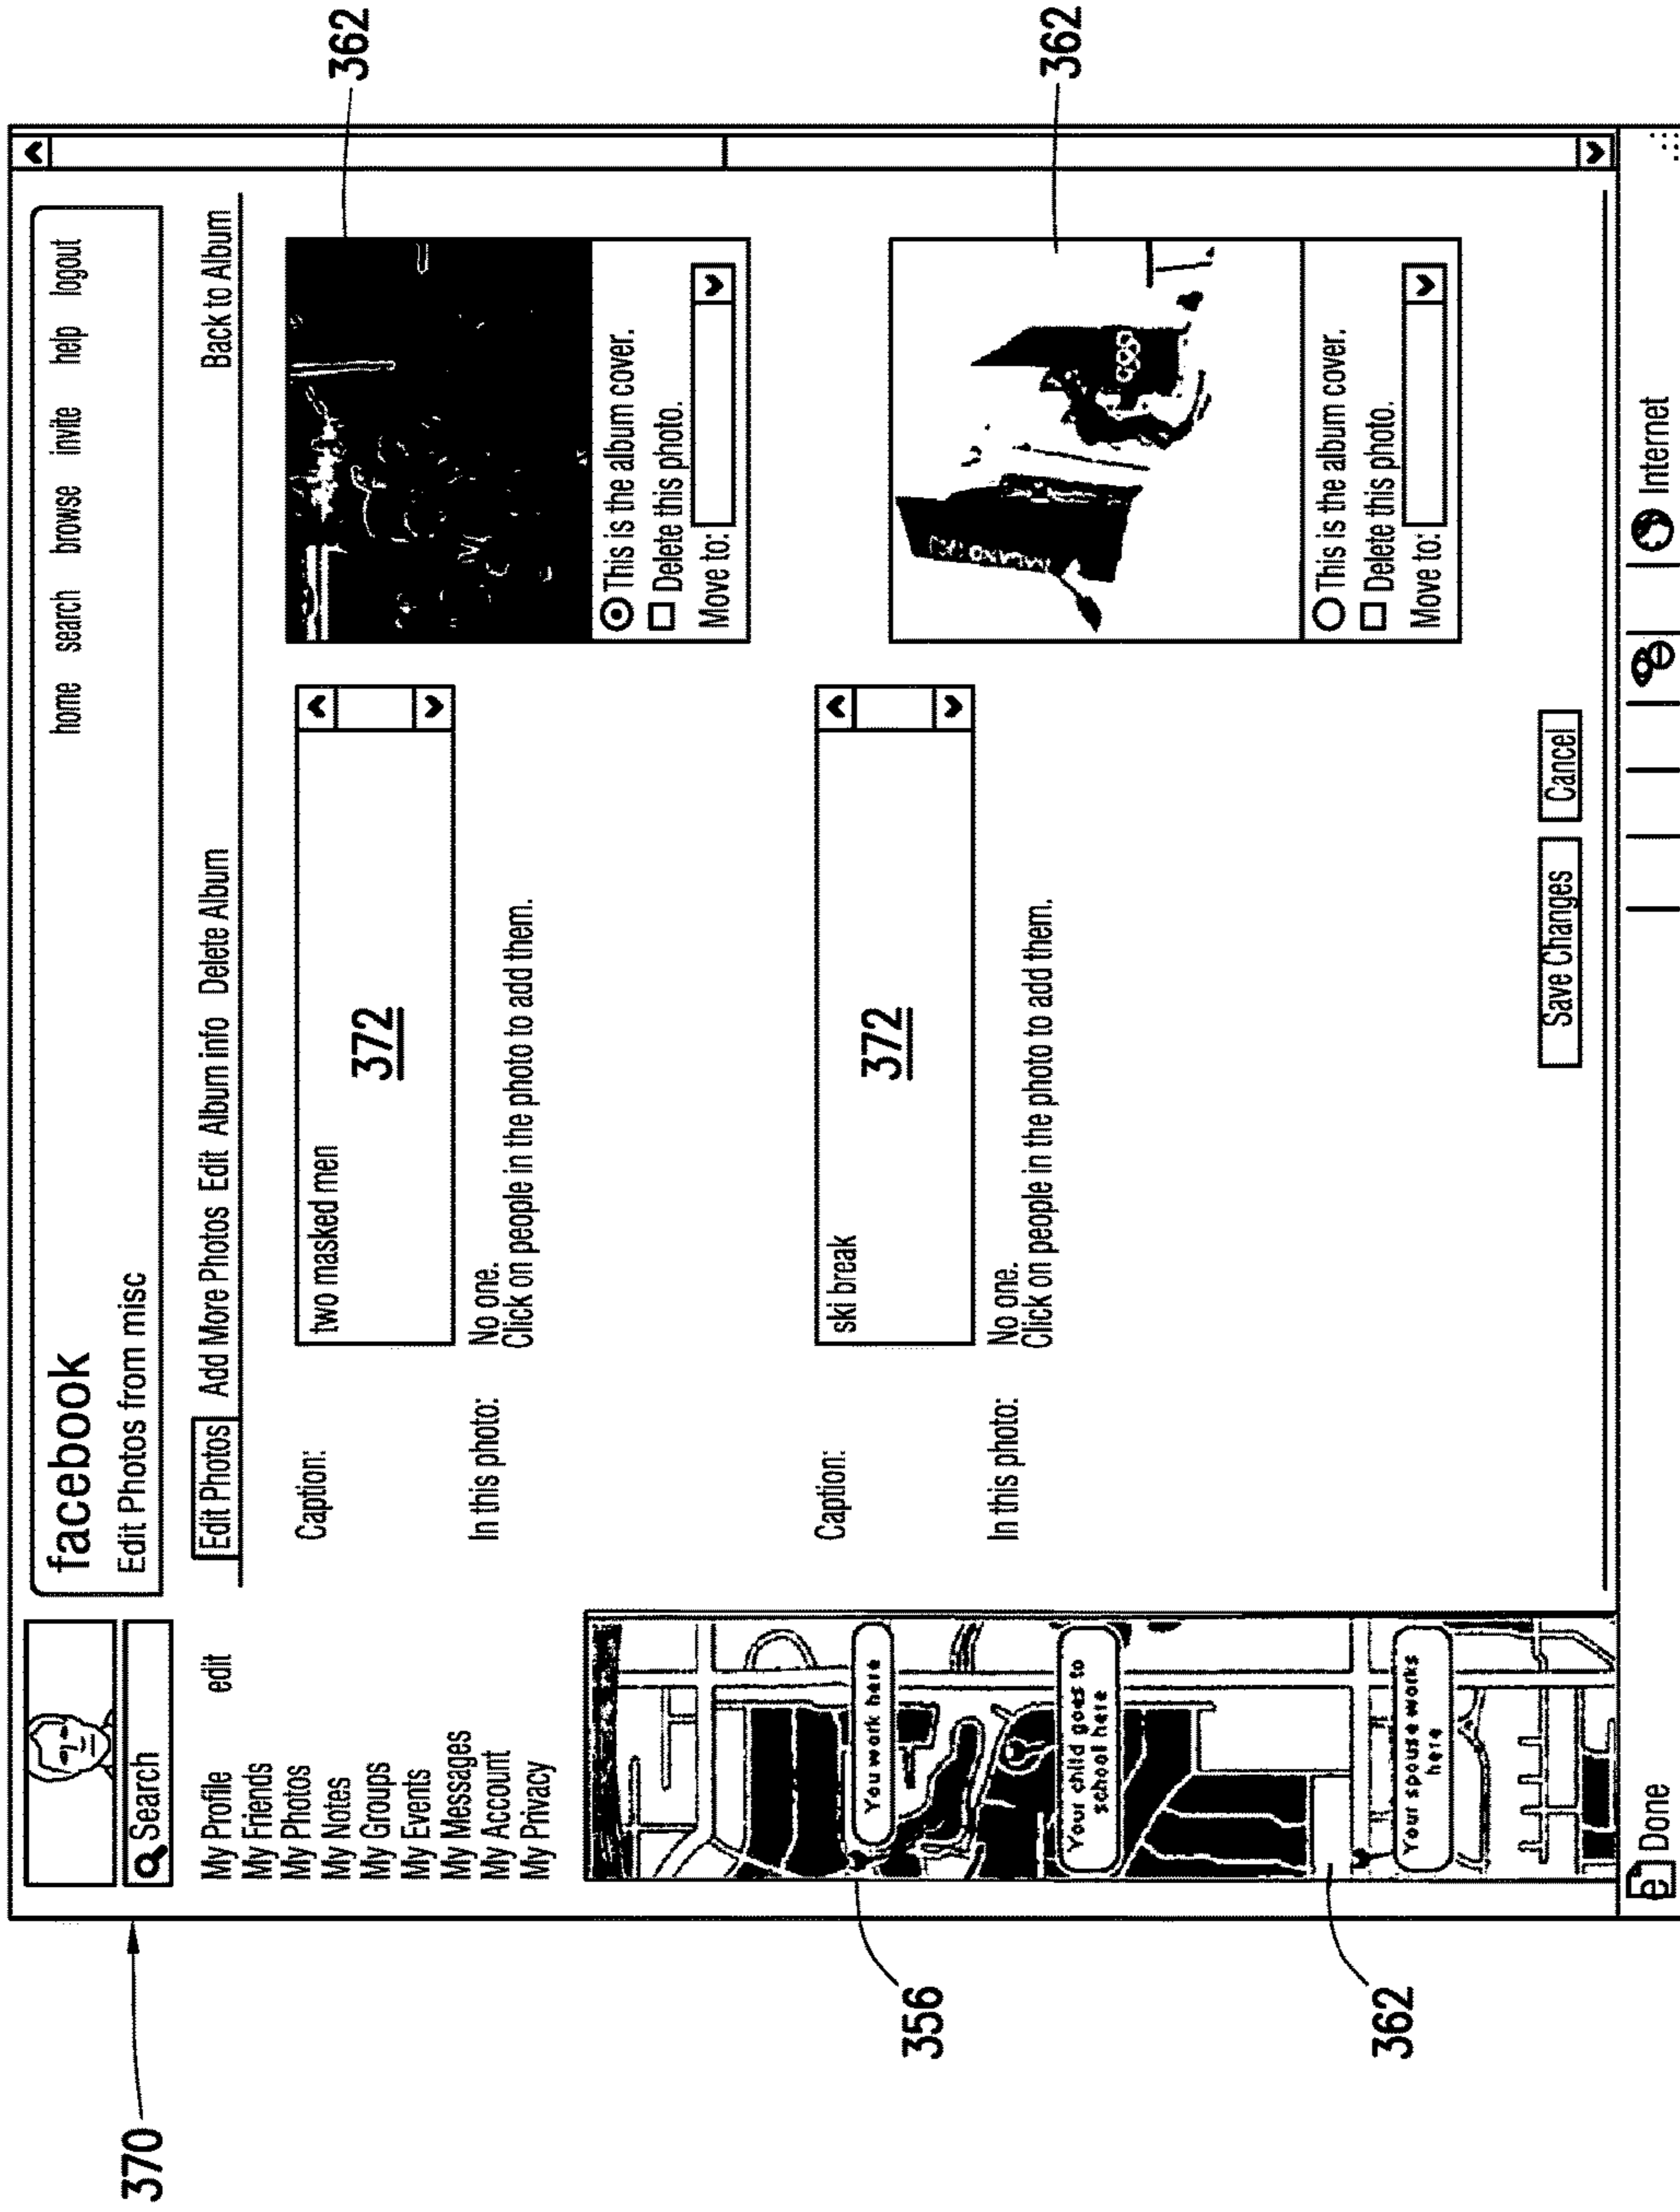 370
Search
My Profile edit
My Friends
My Photos
My Notes
My Groups
My Events
My Messages
My Account
My Privacy
356
You work here
Your child goes to
school here
362
Your spouse works
here
facebook
home search browse invite help logout
Edit Photos from misc
Edit Photos Add More Photos Edit Album info Delete Album Back to Album
Caption:
two masked men
372
In this photo:
No one.
Click on people in the photo to add them.
362
This is the album cover.
Delete this photo.
Move to:
Caption:
ski break
372
In this photo:
No one.
Click on people in the photo to add them.
362
This is the album cover.
Delete this photo.
Move to:
Save Changes Cancel
Done
Internet